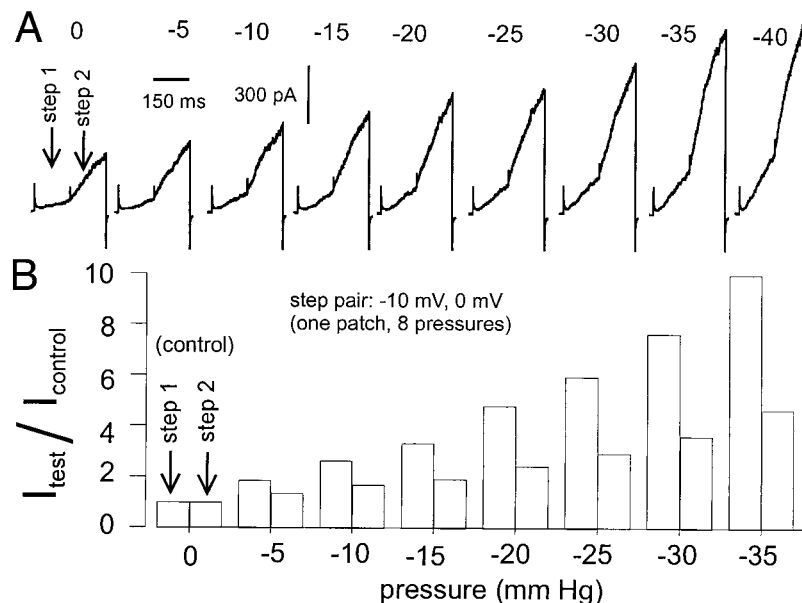 A
0 -5 -10 -15 -20 -25 -30 -35 -40
step 1
step 2
150 ms
300 pA
B
I test / I control
10
8
6
4
2
0
step pair: -10 mV, 0 mV
(one patch, 8 pressures)
(control)
step 1
step 2
0 -5 -10 -15 -20 -25 -30 -35
pressure (mm Hg)